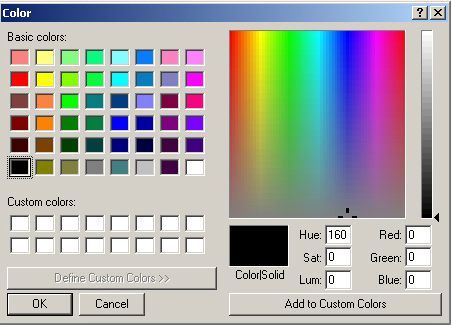 Color
Basic colors:
Custom colors:
Define Custom Colors >>
OK Cancel
Color|Solid
Hue: 160 Red: 0
Sat: 0 Green: 0
Lum: 0 Blue: 0
Add to Custom Colors